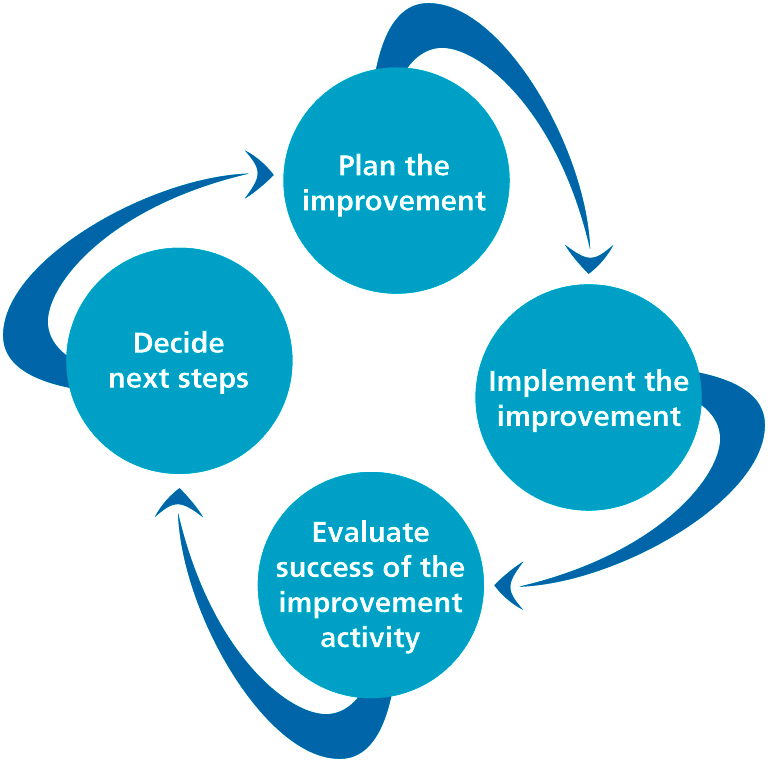 Plan the
improvement
Implement the
improvement
Evaluate
success of the
improvement
activity
Decide
next steps